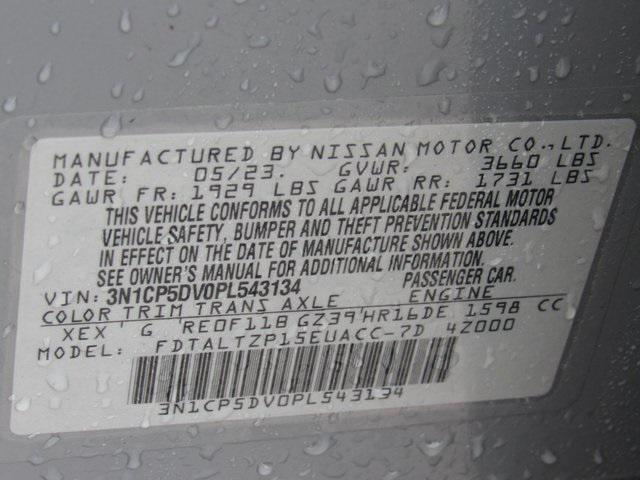 MANUFACTURED BY NISSAN MOTOR CO., LTD.
DATE: 05/23. GVWR: 3660 LBS
GAWR FR: 1929 LBS GAWR RR: 1731 LBS
THIS VEHICLE CONFORMS TO ALL APPLICABLE FEDERAL MOTOR
VEHICLE SAFETY, BUMPER AND THEFT PREVENTION STANDARDS
IN EFFECT ON THE DATE OF MANUFACTURE SHOWN ABOVE.
SEE OWNER'S MANUAL FOR ADDITIONAL INFORMATION.
VIN: 3N1CP5DV0PL543134 PASSENGER CAR.
COLOR TRIM TRANS AXLE ENGINE
XEX G RE0F11B GZ39 HR16DE 1598 CC
MODEL: FDTALTZP15EUACC-7D 4Z000
3N1CP5DV0PL543134